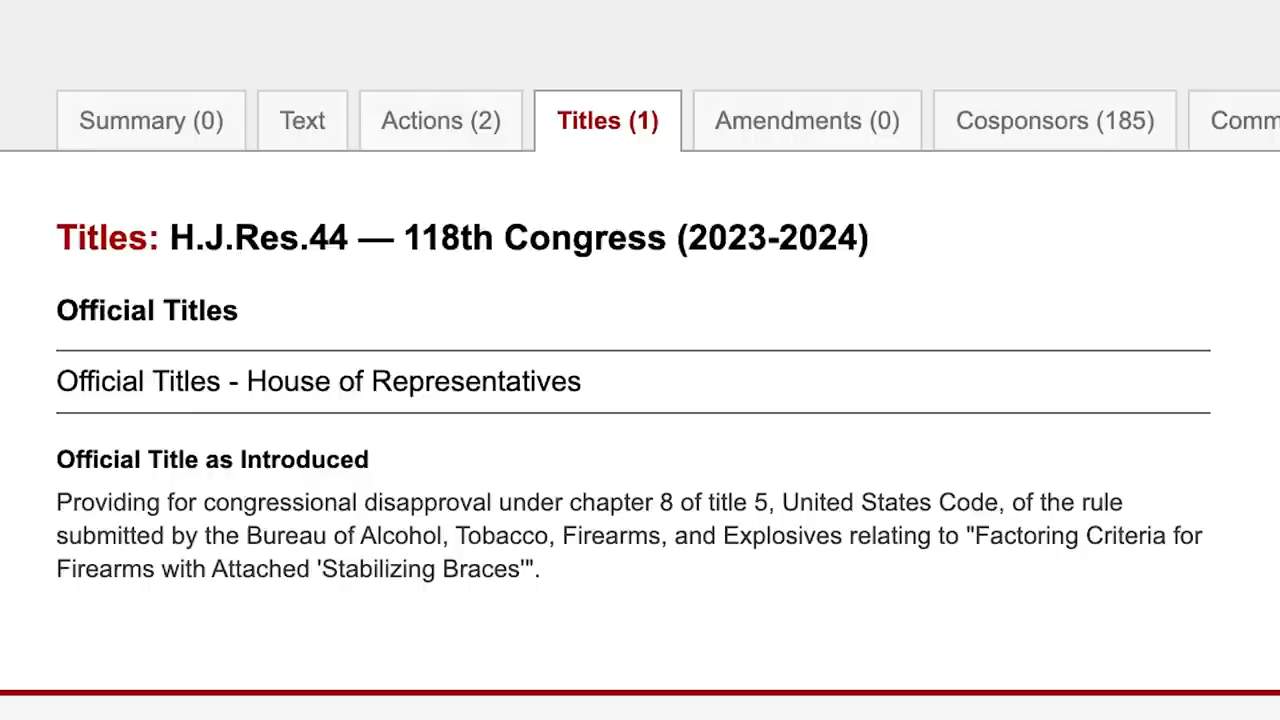 Summary (0) Text Actions (2) Titles (1) Amendments (0) Cosponsors (185) Comm
Titles: H.J.Res.44 — 118th Congress (2023-2024)
Official Titles
Official Titles - House of Representatives
Official Title as Introduced
Providing for congressional disapproval under chapter 8 of title 5, United States Code, of the rule
submitted by the Bureau of Alcohol, Tobacco, Firearms, and Explosives relating to "Factoring Criteria for
Firearms with Attached 'Stabilizing Braces'".